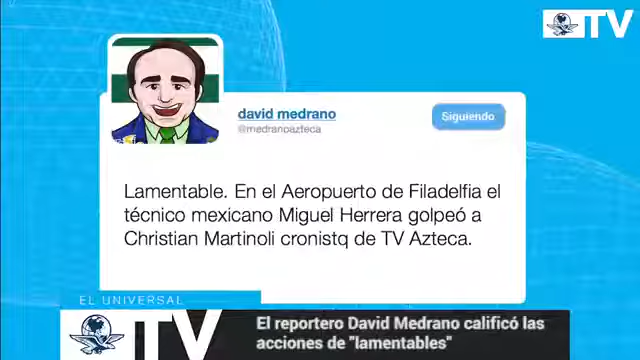 TV
david medrano
@medranoazteca
Siguiendo
Lamentable. En el Aeropuerto de Filadelfia el
técnico mexicano Miguel Herrera golpeó a
Christian Martinoli cronistq de TV Azteca.
EL UNIVERSAL
TV
El reportero David Medrano calificó las
acciones de "lamentables"